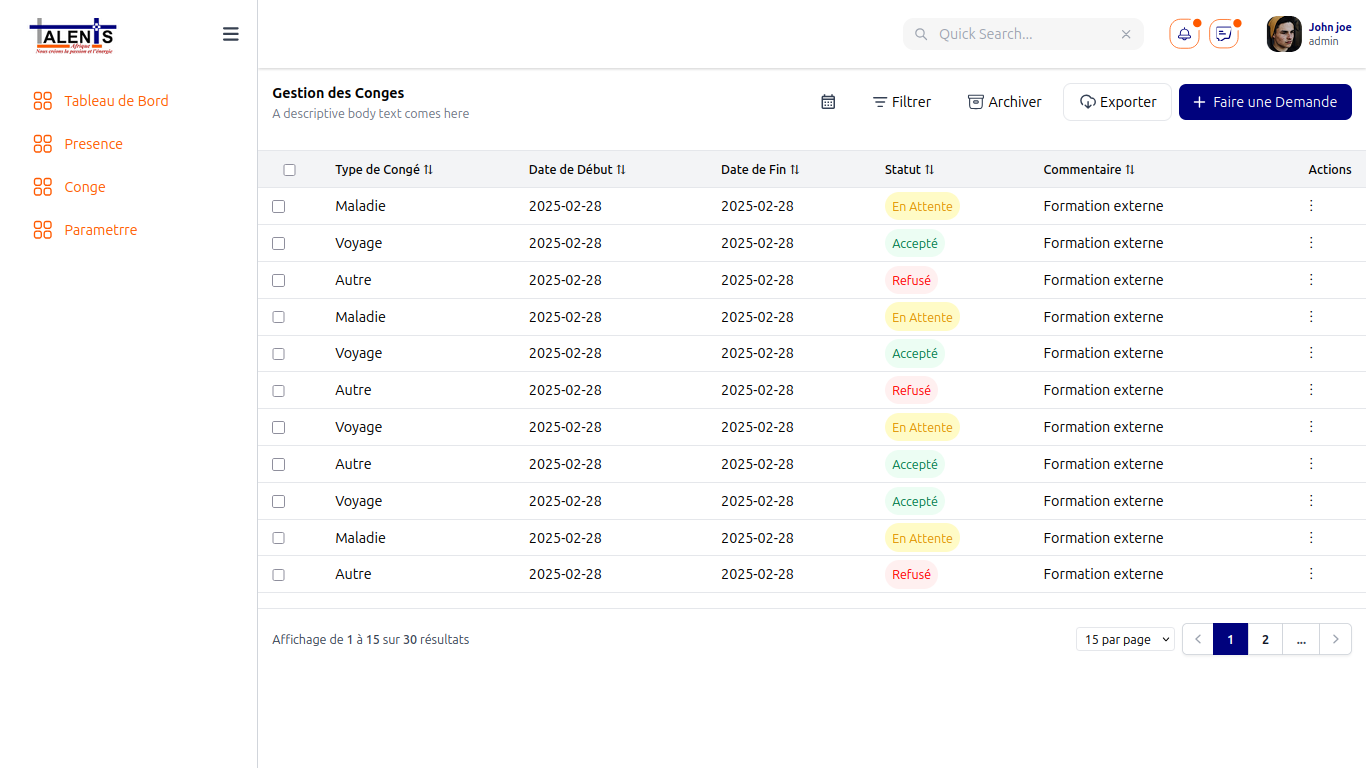 TALENTS
Afrique
Nous créons la passion et l'énergie
Quick Search...
John joe
admin
Tableau de Bord
Presence
Conge
Parametrre
Gestion des Conges
A descriptive body text comes here
Filtrer
Archiver
Exporter
+ Faire une Demande
Type de Congé Date de Début Date de Fin Statut Commentaire Actions
Maladie 2025-02-28 2025-02-28 En Attente Formation externe
Voyage 2025-02-28 2025-02-28 Accepté Formation externe
Autre 2025-02-28 2025-02-28 Refusé Formation externe
Maladie 2025-02-28 2025-02-28 En Attente Formation externe
Voyage 2025-02-28 2025-02-28 Accepté Formation externe
Autre 2025-02-28 2025-02-28 Refusé Formation externe
Voyage 2025-02-28 2025-02-28 En Attente Formation externe
Autre 2025-02-28 2025-02-28 Accepté Formation externe
Voyage 2025-02-28 2025-02-28 Accepté Formation externe
Maladie 2025-02-28 2025-02-28 En Attente Formation externe
Autre 2025-02-28 2025-02-28 Refusé Formation externe
Affichage de 1 à 15 sur 30 résultats
15 par page
1 2 ...